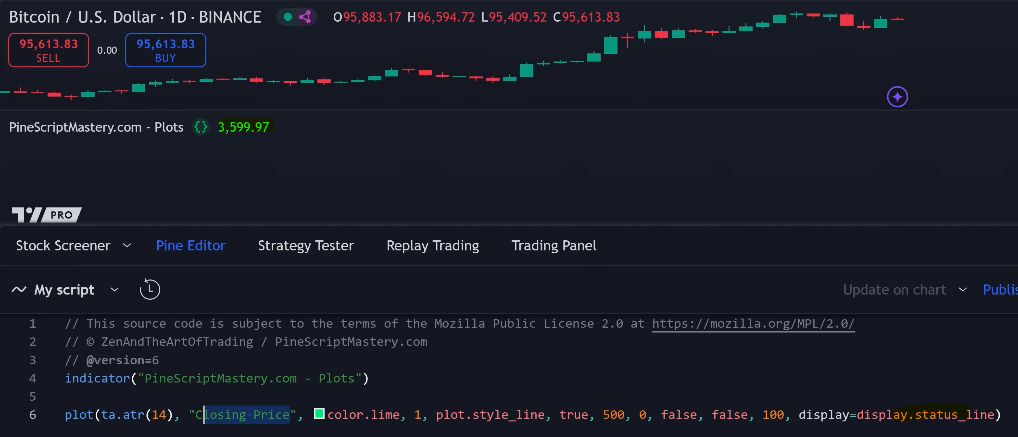 Bitcoin / U.S. Dollar · 1D · BINANCE O95,883.17 H96,594.72 L95,409.52 C95,613.83
95,613.83 0.00 95,613.83
SELL BUY
PineScriptMastery.com - Plots {} 3,599.97
PRO
Stock Screener Pine Editor Strategy Tester Replay Trading Trading Panel
My script Update on chart Publis
1 // This source code is subject to the terms of the Mozilla Public License 2.0 at https://mozilla.org/MPL/2.0/
2 // © ZenAndTheArtOfTrading / PineScriptMastery.com
3 // @version=6
4 indicator("PineScriptMastery.com - Plots")
5
6 plot(ta.atr(14), "Closing Price", color.lime, 1, plot.style_line, true, 500, 0, false, false, 100, display=display.status_line)